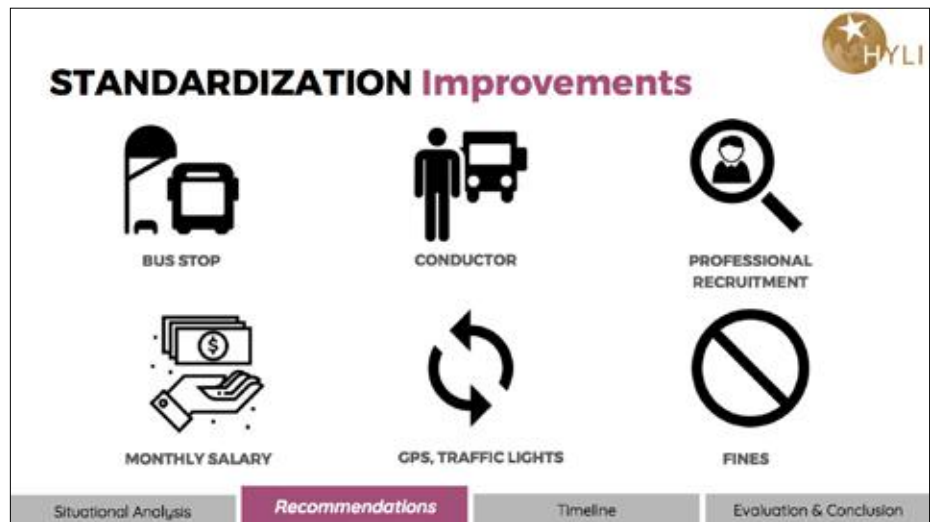 HYLI
STANDARDIZATION Improvements
BUS STOP
CONDUCTOR
PROFESSIONAL
RECRUITMENT
$
MONTHLY SALARY
GPS, TRAFFIC LIGHTS
FINES
Situational Analysis
Recommendations
Timeline
Evaluation & Conclusion